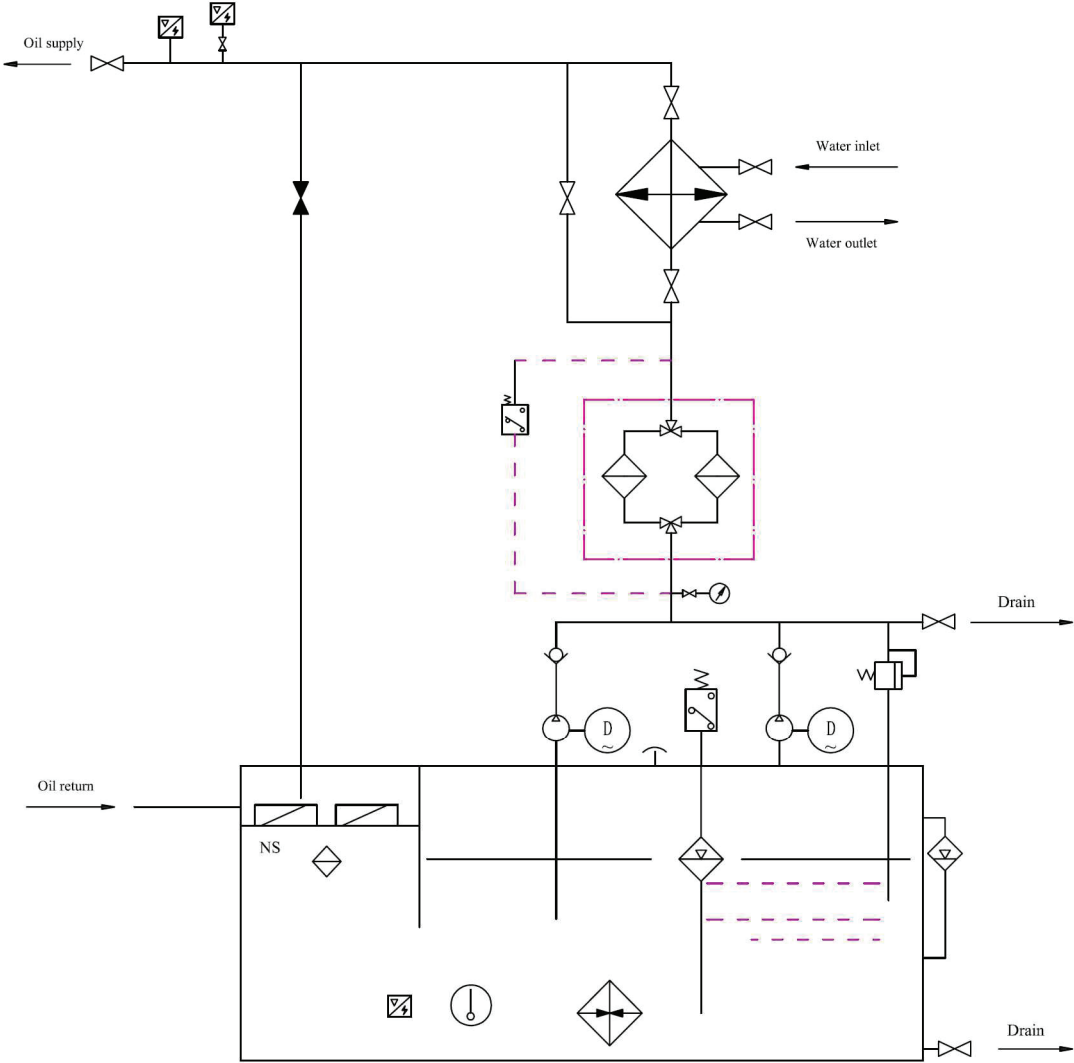 Oil supply
Water inlet
Water outlet
Drain
D
~
D
~
Oil return
NS
Drain